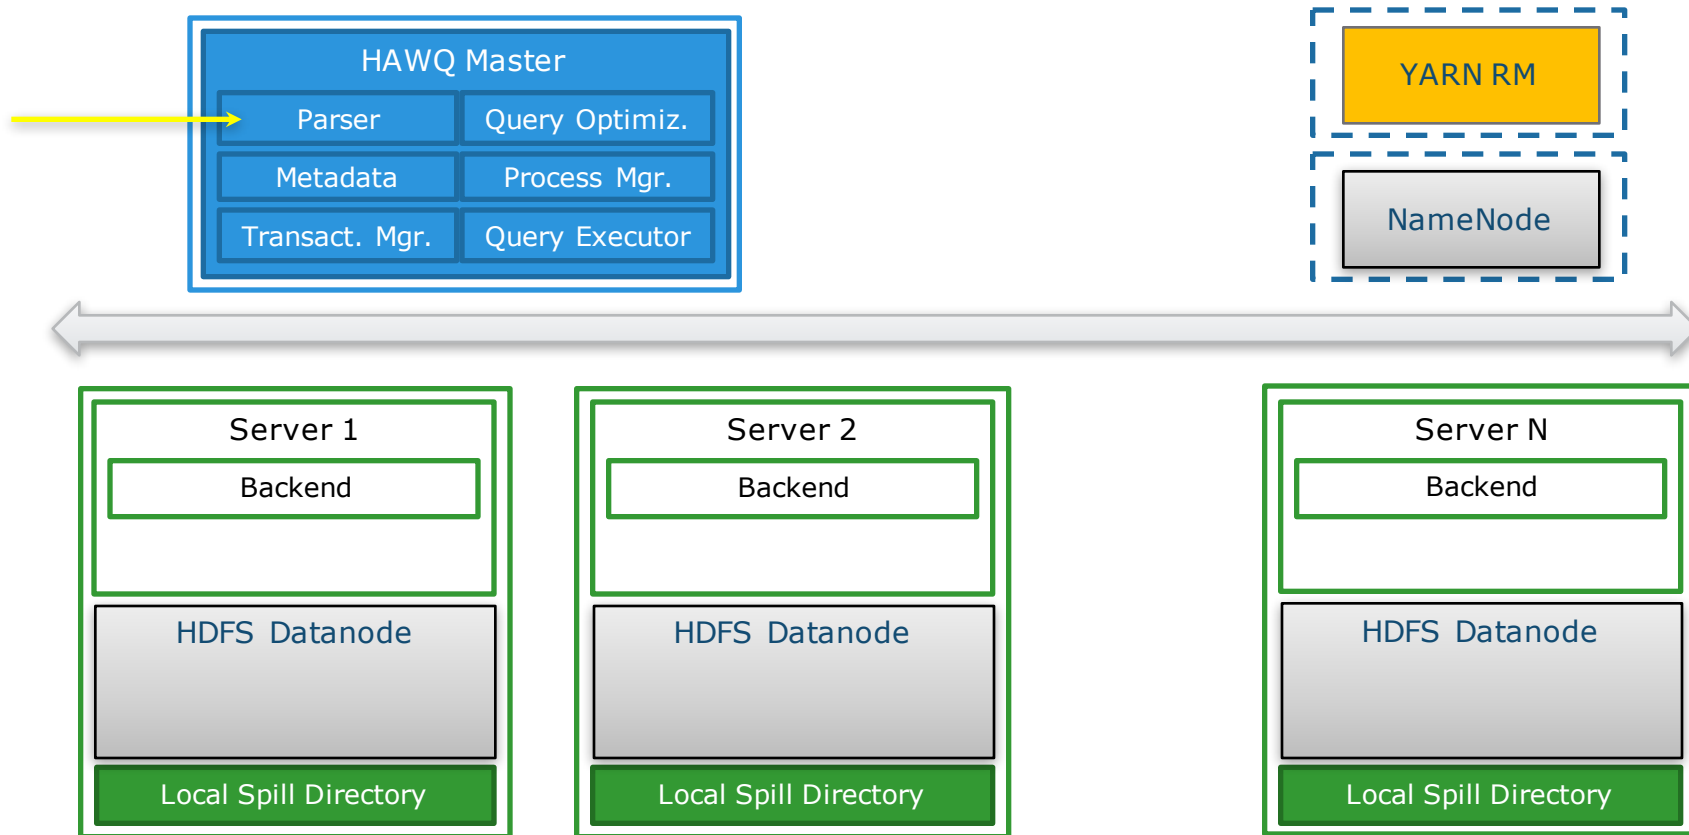 HAWQ Master
Parser
Query Optimiz.
Metadata
Process Mgr.
Transact. Mgr.
Query Executor
YARN RM
NameNode
Server 1
Backend
HDFS Datanode
Local Spill Directory
Server 2
Backend
HDFS Datanode
Local Spill Directory
Server N
Backend
HDFS Datanode
Local Spill Directory